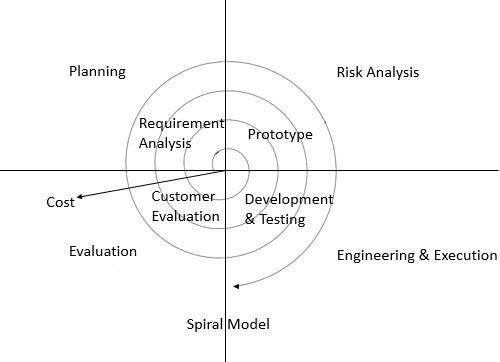 Planning
Risk Analysis
Requirement
Analysis
Prototype
Cost
Customer
Evaluation
Development
& Testing
Evaluation
Engineering & Execution
Spiral Model